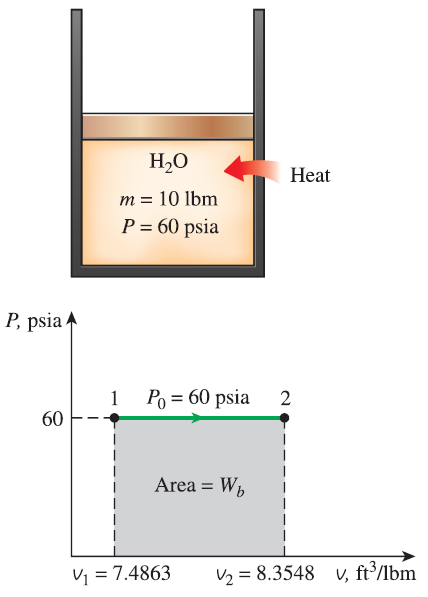 H₂O
Heat
m = 10 lbm
P = 60 psia
P, psia
1 P₀ = 60 psia 2
60
Area = W_b
v₁ = 7.4863 v₂ = 8.3548 v, ft³/lbm